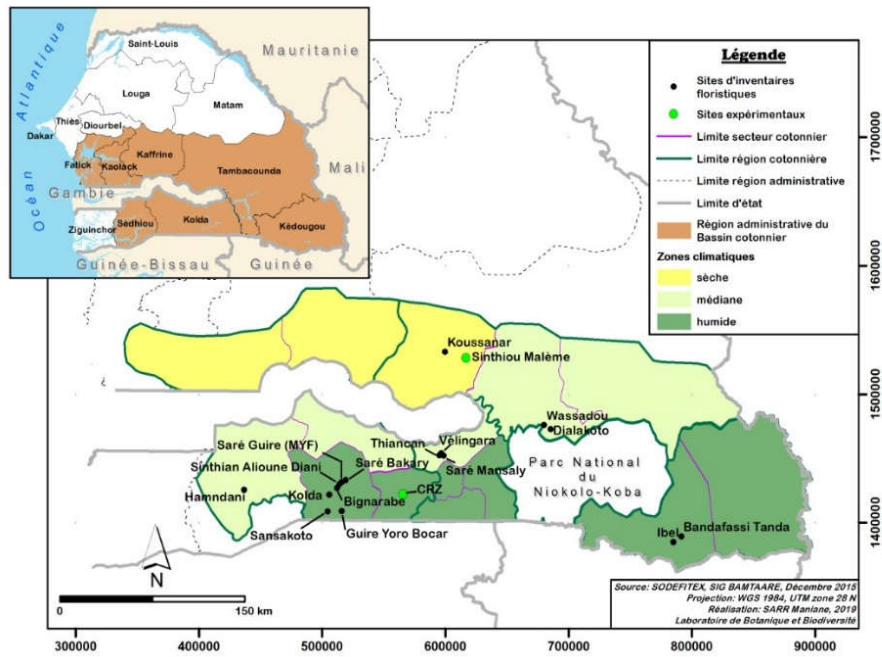 Mauritanie
Saint-Louis
Océan Atlantique
Louga
Matam
Thiès
Diourbel
Dakar
Fatick
Kaolack
Kaffrine
Tambacounda
Mali
Gambie
Ziguinchor
Sédhiou
Kolda
Kédougou
Guinée-Bissau
Guinée
Légende
Sites d'inventaires
floristiques
Sites expérimentaux
Limite secteur cotonnier
Limite région cotonnière
Limite région administrative
Limite d'état
Région administrative du
Bassin cotonnier
Zones climatiques
sèche
médiane
humide
1700000
1600000
1500000
1400000
Koussanar
Sinthiou Malème
Wassadou
Dialakoto
Saré Guire (MYF)
Thiancan
Vélingara
Sinthian Alioune Diani
Saré Bakary
Saré Mansaly
Parc National
du
Niokolo-Koba
Hamndani
Kolda
Bignarabe
CRZ
Sansakoto
Guire Yoro Bocar
Ibel
Bandafassi Tanda
N
0
150 km
Source: SODEFITEX, SIG BAMTAARE, Décembre 2015
Projection: WGS 1984, UTM zone 28 N
Réalisation: SARR Maniane, 2019
Laboratoire de Botanique et Biodiversité
300000 400000 500000 600000 700000 800000 900000